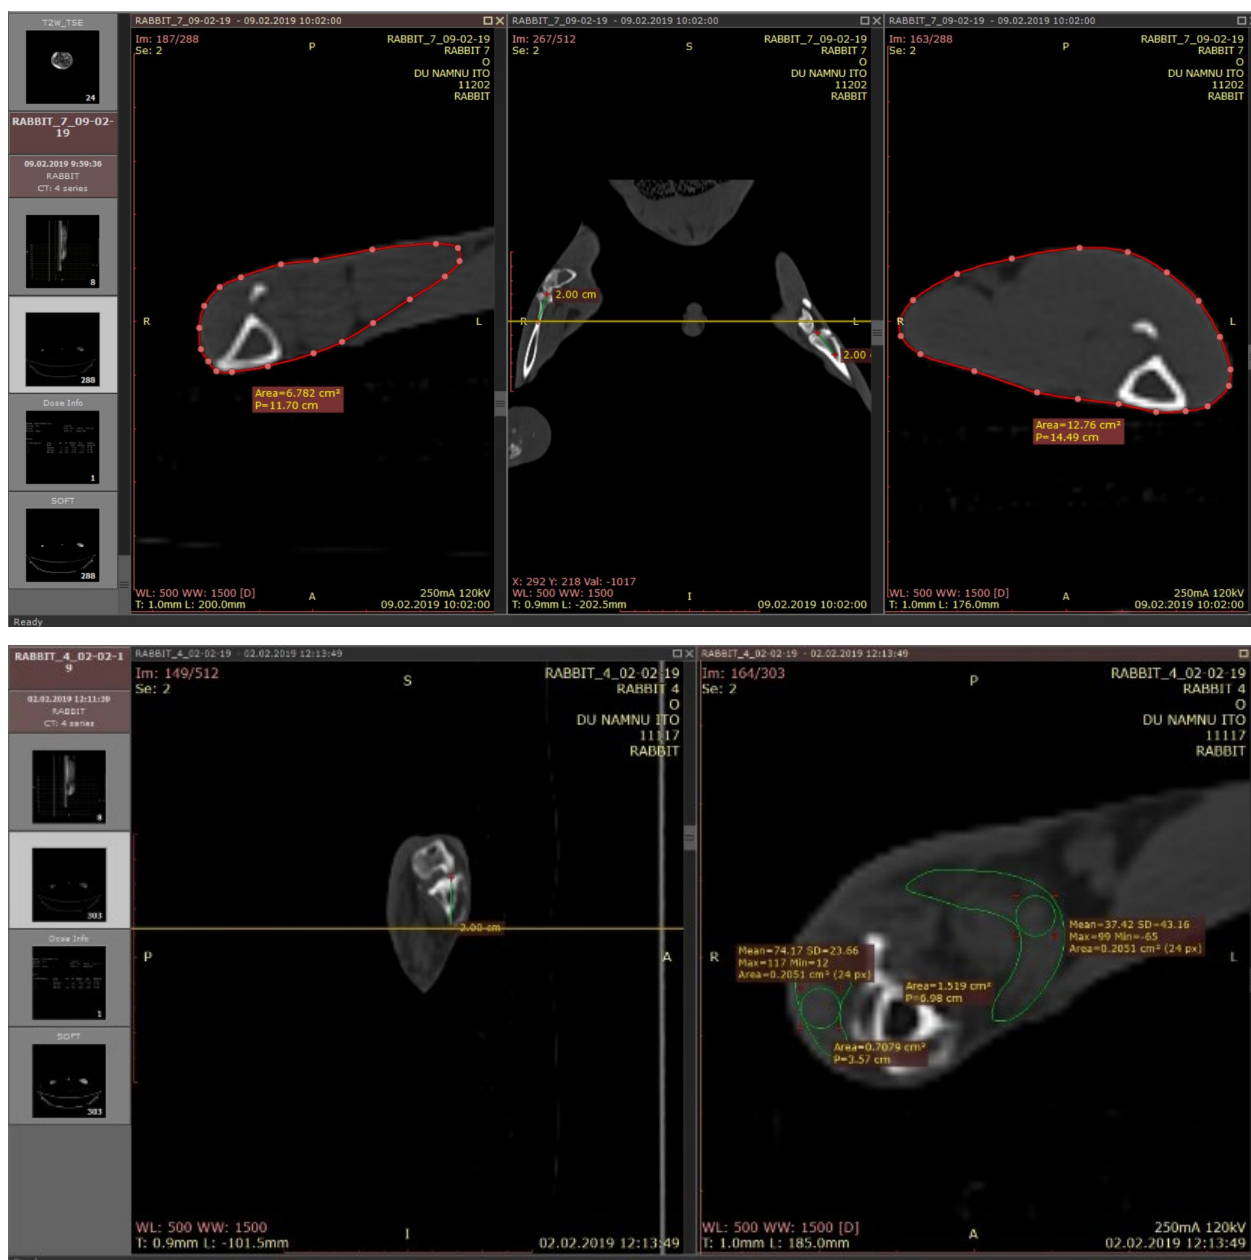 T2W_TSE
24
RABBIT_7_09-02-
19
09.02.2019 9:59:36
RABBIT
CT: 4 series
8
288
Dose Info
1
SOFT
288
Ready
RABBIT_7_09-02-19 - 09.02.2019 10:02:00
Im: 187/288
Se: 2
P
RABBIT_7_09-02-19
RABBIT 7
O
DU NAMNU ITO
11202
RABBIT
R
L
Area=6.782 cm²
P=11.70 cm
WL: 500 WW: 1500 [D]
T: 1.0mm L: 200.0mm
A
250mA 120kV
09.02.2019 10:02:00
RABBIT_7_09-02-19 - 09.02.2019 10:02:00
Im: 267/512
Se: 2
S
RABBIT_7_09-02-19
RABBIT 7
O
DU NAMNU ITO
11202
RABBIT
2.00 cm
R
L
2.00
X: 292 Y: 218 Val: -1017
WL: 500 WW: 1500
T: 0.9mm L: -202.5mm
I
09.02.2019 10:02:00
RABBIT_7_09-02-19 - 09.02.2019 10:02:00
Im: 163/288
Se: 2
P
RABBIT_7_09-02-19
RABBIT 7
O
DU NAMNU ITO
11202
RABBIT
R
Area=12.76 cm²
P=14.49 cm
WL: 500 WW: 1500 [D]
T: 1.0mm L: 176.0mm
A
250mA 120kV
09.02.2019 10:02:00
RABBIT_4_02-02-1
9
02.02.2019 12:11:39
RABBIT
CT: 4 series
8
303
Dose Info
1
SOFT
303
RABBIT_4_02-02-19 - 02.02.2019 12:13:49
Im: 149/512
Se: 2
S
RABBIT_4_02-02-19
RABBIT 4
O
DU NAMNU ITO
11117
RABBIT
2.00 cm
P
A
WL: 500 WW: 1500
T: 0.9mm L: -101.5mm
I
02.02.2019 12:13:49
RABBIT_4_02-02-19 - 02.02.2019 12:13:49
Im: 164/303
Se: 2
P
RABBIT_4_02-02-19
RABBIT 4
O
DU NAMNU ITO
11117
RABBIT
Mean=37.42 SD=43.16
Max=99 Min=-65
Area=0.2051 cm² (24 px)
Mean=74.17 SD=23.66
Max=117 Min=12
Area=0.2051 cm² (24 px)
R
L
Area=1.519 cm²
P=6.98 cm
Area=0.7079 cm²
P=3.57 cm
WL: 500 WW: 1500 [D]
T: 1.0mm L: 185.0mm
A
250mA 120kV
02.02.2019 12:13:49